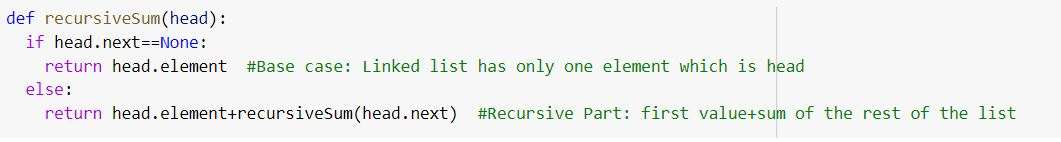 def recursiveSum(head):
  if head.next==None:
    return head.element  #Base case: Linked list has only one element which is head
  else:
    return head.element+recursiveSum(head.next)  #Recursive Part: first value+sum of the rest of the list